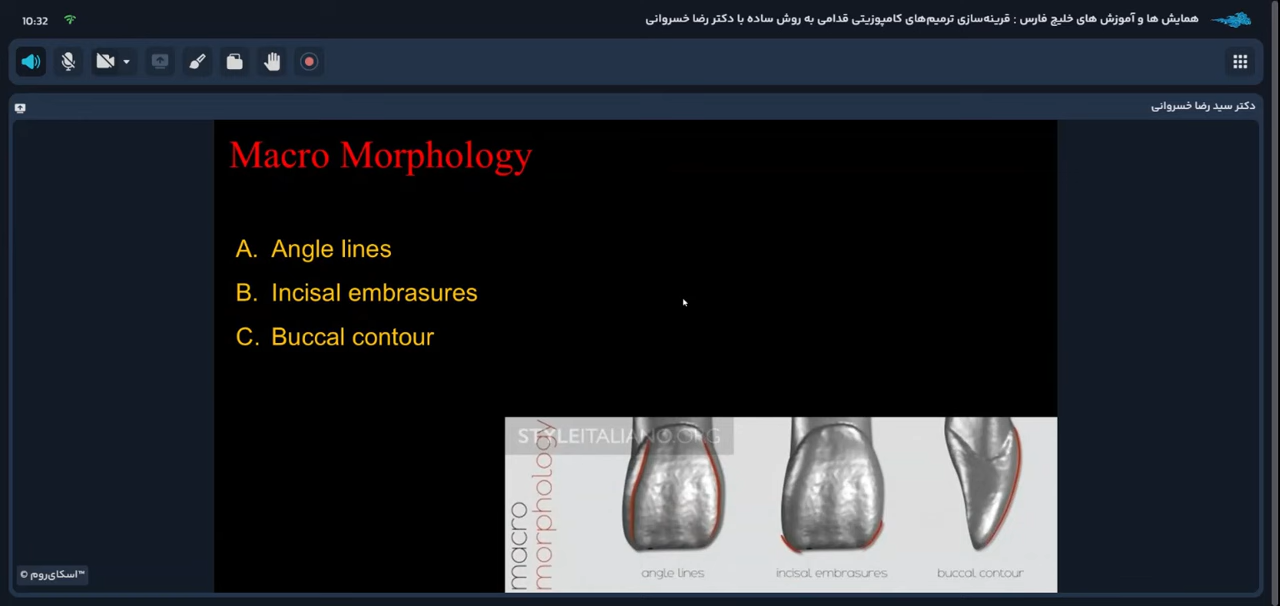 10:32
همایش ها و آموزش های خلیج فارس : قرینه‌سازی ترمیم‌های کامپوزیتی قدامی به روش ساده با دکتر رضا خسروانی
دکتر سید رضا خسروانی
Macro Morphology
A. Angle lines
B. Incisal embrasures
C. Buccal contour
STYLEITALIANO.ORG
macro
morphology
angle lines
incisal embrasures
buccal contour
© اسکای‌روم™